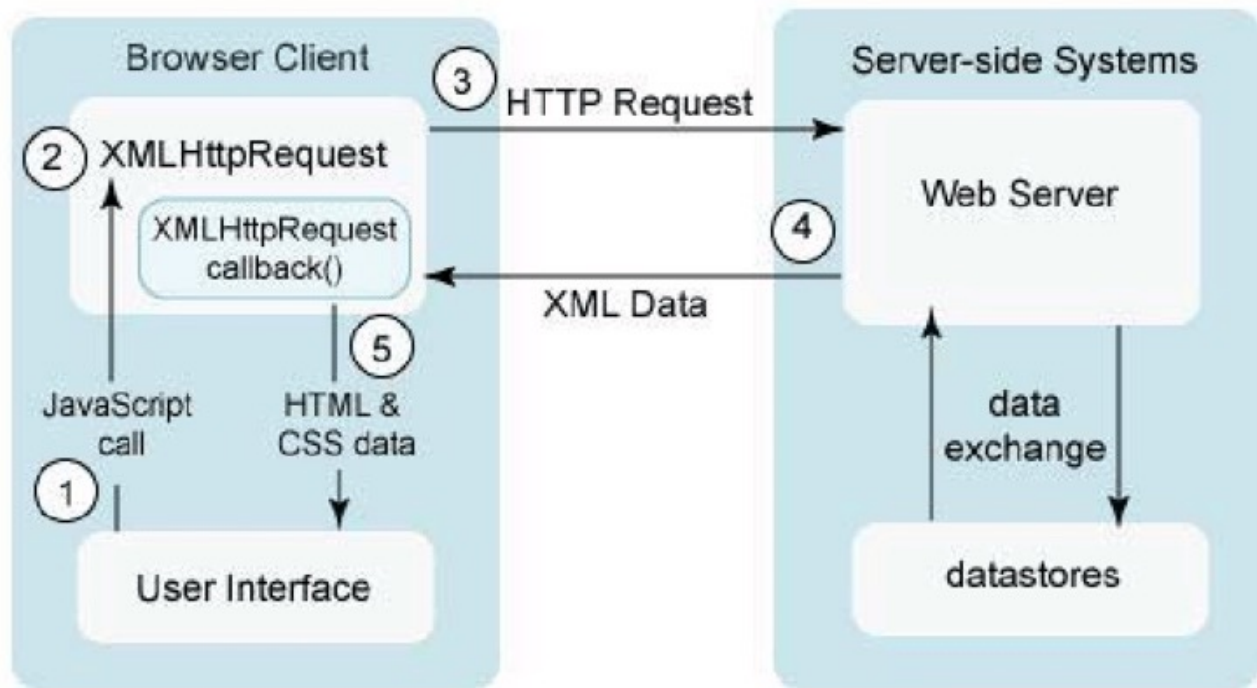 Browser Client
3
HTTP Request
2
XMLHttpRequest
XMLHttpRequest
callback()
5
JavaScript
call
HTML &
CSS data
1
User Interface
4
XML Data
Server-side Systems
Web Server
data
exchange
datastores